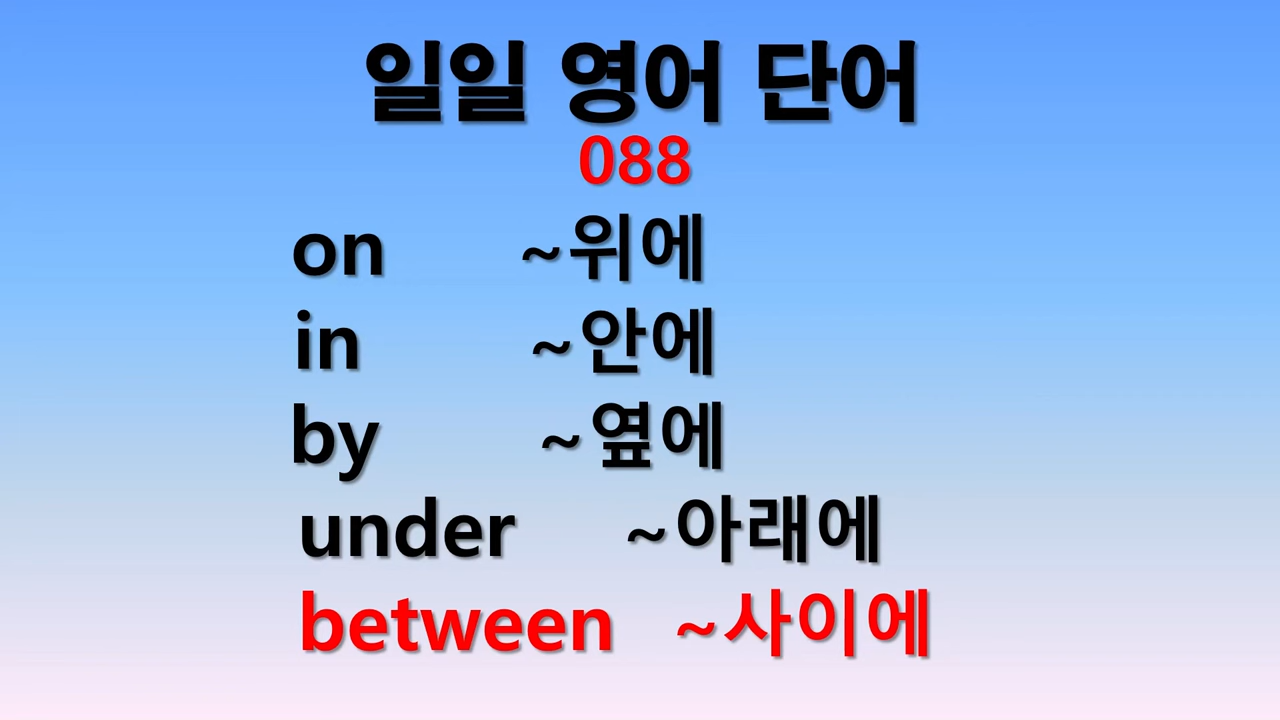 일일 영어 단어
088
on ~위에
in ~안에
by ~옆에
under ~아래에
between ~사이에